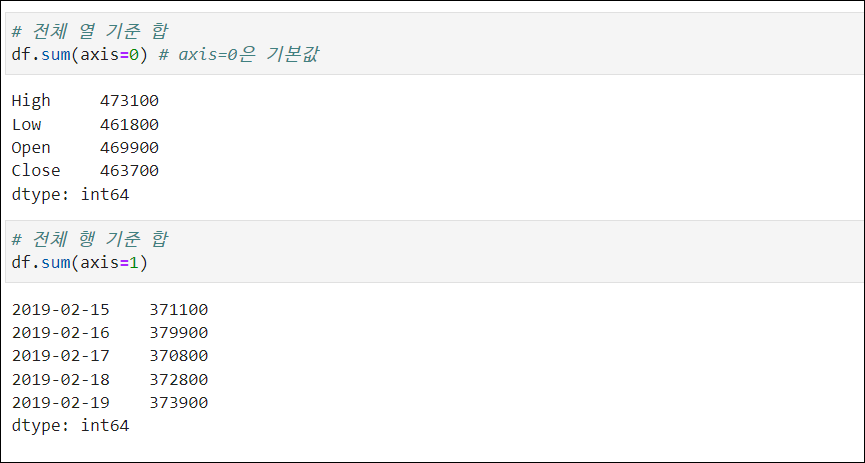 # 전체 열 기준 합
df.sum(axis=0) # axis=0은 기본값
High     473100
Low      461800
Open     469900
Close    463700
dtype: int64
# 전체 행 기준 합
df.sum(axis=1)
2019-02-15    371100
2019-02-16    379900
2019-02-17    370800
2019-02-18    372800
2019-02-19    373900
dtype: int64